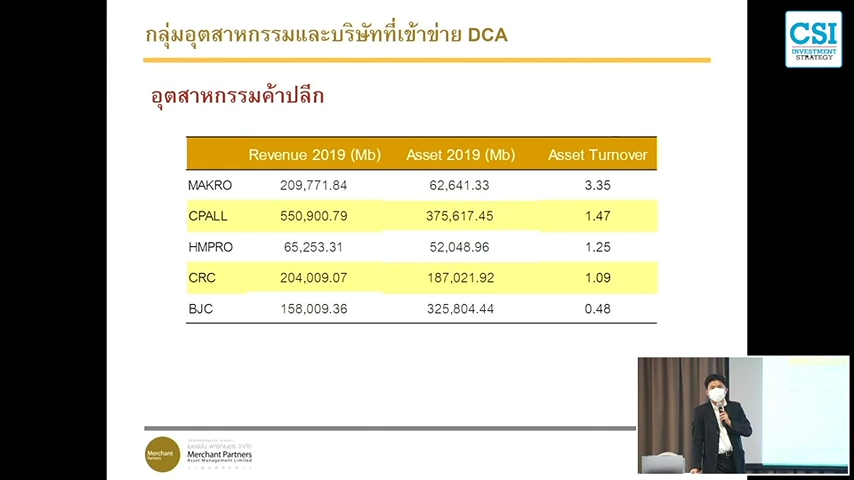 กลุ่มอุตสาหกรรมและบริษัทที่เข้าข่าย DCA
CSI
INVESTMENT
STRATEGY
อุตสาหกรรมค้าปลีก
Revenue 2019 (Mb) Asset 2019 (Mb) Asset Turnover
MAKRO 209,771.84 62,641.33 3.35
CPALL 550,900.79 375,617.45 1.47
HMPRO 65,253.31 52,048.96 1.25
CRC 204,009.07 187,021.92 1.09
BJC 158,009.36 325,804.44 0.48
Merchant
Partners
Merchant Partners
Asset Management Limited